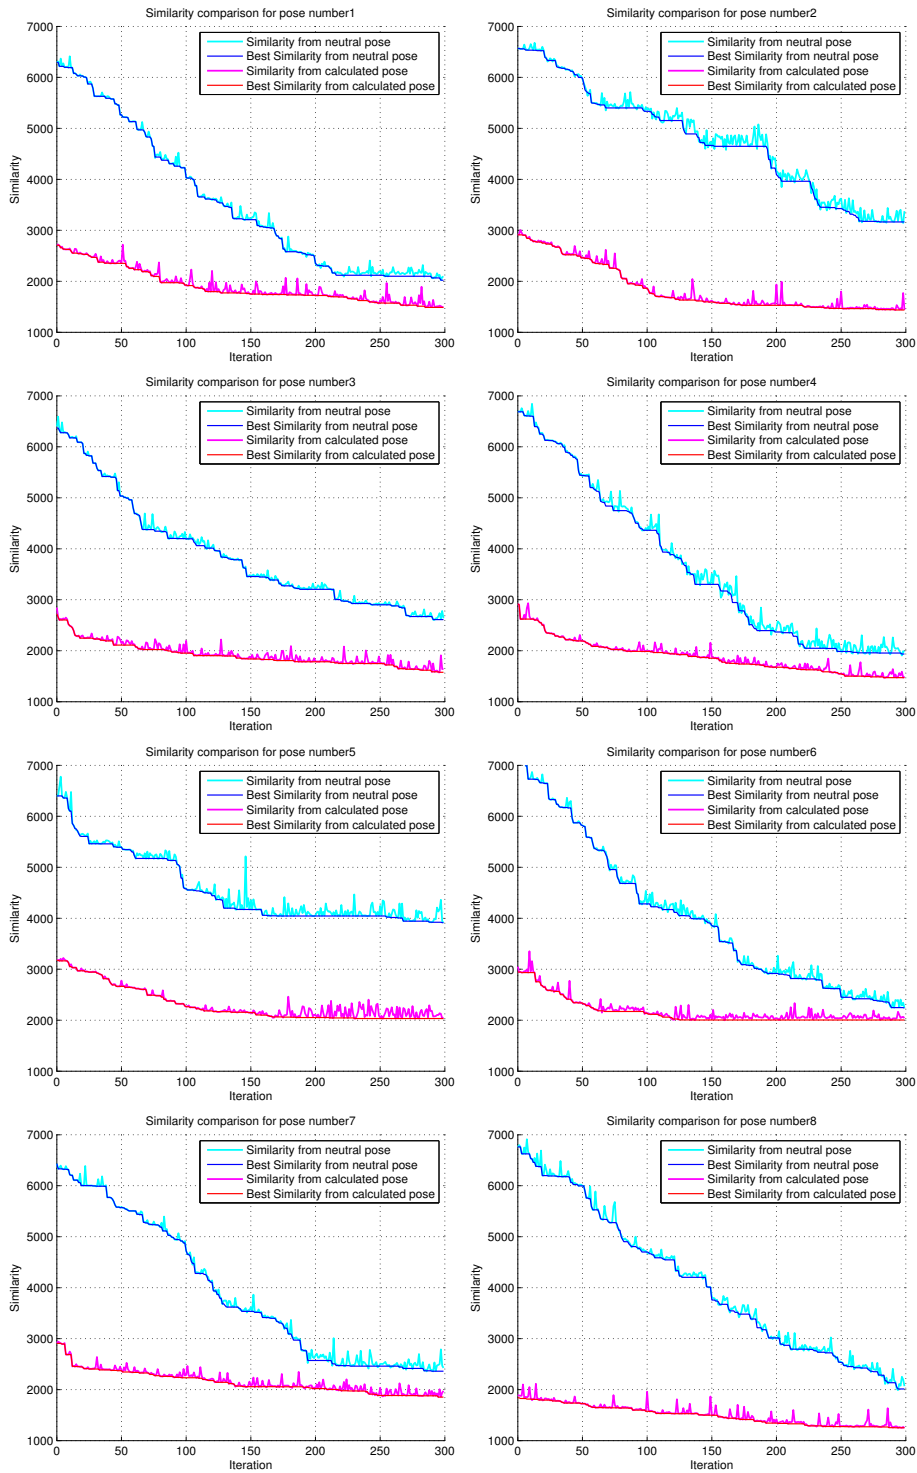 Similarity comparison for pose number1
7000
6000
5000
4000
3000
2000
1000
0
50
100
150
200
250
300
Similarity
Iteration
Similarity from neutral pose
Best Similarity from neutral pose
Similarity from calculated pose
Best Similarity from calculated pose
Similarity comparison for pose number2
7000
6000
5000
4000
3000
2000
1000
0
50
100
150
200
250
300
Similarity
Iteration
Similarity from neutral pose
Best Similarity from neutral pose
Similarity from calculated pose
Best Similarity from calculated pose
Similarity comparison for pose number3
7000
6000
5000
4000
3000
2000
1000
0
50
100
150
200
250
300
Similarity
Iteration
Similarity from neutral pose
Best Similarity from neutral pose
Similarity from calculated pose
Best Similarity from calculated pose
Similarity comparison for pose number4
7000
6000
5000
4000
3000
2000
1000
0
50
100
150
200
250
300
Similarity
Iteration
Similarity from neutral pose
Best Similarity from neutral pose
Similarity from calculated pose
Best Similarity from calculated pose
Similarity comparison for pose number5
7000
6000
5000
4000
3000
2000
1000
0
50
100
150
200
250
300
Similarity
Iteration
Similarity from neutral pose
Best Similarity from neutral pose
Similarity from calculated pose
Best Similarity from calculated pose
Similarity comparison for pose number6
7000
6000
5000
4000
3000
2000
1000
0
50
100
150
200
250
300
Similarity
Iteration
Similarity from neutral pose
Best Similarity from neutral pose
Similarity from calculated pose
Best Similarity from calculated pose
Similarity comparison for pose number7
7000
6000
5000
4000
3000
2000
1000
0
50
100
150
200
250
300
Similarity
Iteration
Similarity from neutral pose
Best Similarity from neutral pose
Similarity from calculated pose
Best Similarity from calculated pose
Similarity comparison for pose number8
7000
6000
5000
4000
3000
2000
1000
0
50
100
150
200
250
300
Similarity
Iteration
Similarity from neutral pose
Best Similarity from neutral pose
Similarity from calculated pose
Best Similarity from calculated pose